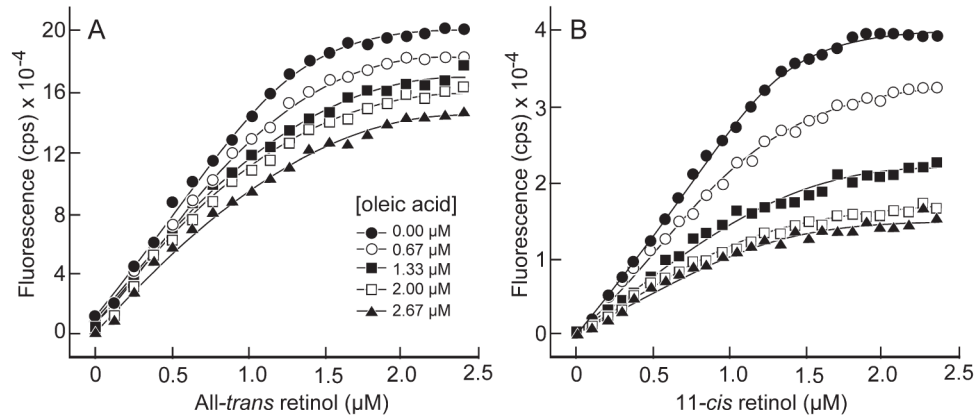 A
Fluorescence (cps) x 10⁻⁴
20
16
12
8
4
0
0 0.5 1.0 1.5 2.0 2.5
All-trans retinol (µM)
[oleic acid]
0.00 µM
0.67 µM
1.33 µM
2.00 µM
2.67 µM
B
Fluorescence (cps) x 10⁻⁴
4
3
2
1
0
0 0.5 1.0 1.5 2.0 2.5
11-cis retinol (µM)